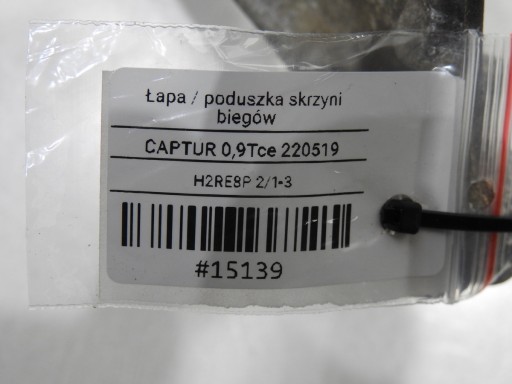 Łapa / poduszka skrzyni
biegów
CAPTUR 0,9Tce 220519
H2RE8P 2/1-3
#15139